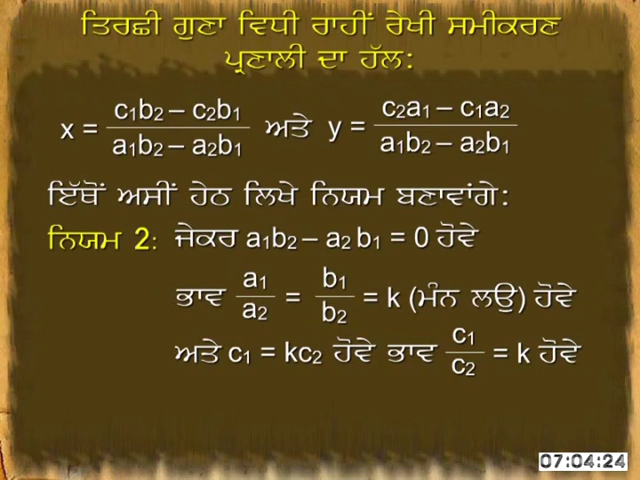 ਤਿਰਛੀ ਗੁਣਾ ਵਿਧੀ ਰਾਹੀਂ ਰੇਖੀ ਸਮੀਕਰਣ
ਪ੍ਰਣਾਲੀ ਦਾ ਹੱਲ:
x = (c₁b₂ – c₂b₁)/(a₁b₂ – a₂b₁) ਅਤੇ y = (c₂a₁ – c₁a₂)/(a₁b₂ – a₂b₁)
ਇੱਥੋਂ ਅਸੀਂ ਹੇਠ ਲਿਖੇ ਨਿਯਮ ਬਣਾਵਾਂਗੇ:
ਨਿਯਮ 2: ਜੇਕਰ a₁b₂ – a₂ b₁ = 0 ਹੋਵੇ
ਭਾਵ a₁/a₂ = b₁/b₂ = k (ਮੰਨ ਲਉ) ਹੋਵੇ
ਅਤੇ c₁ = kc₂ ਹੋਵੇ ਭਾਵ c₁/c₂ = k ਹੋਵੇ
07:04:24